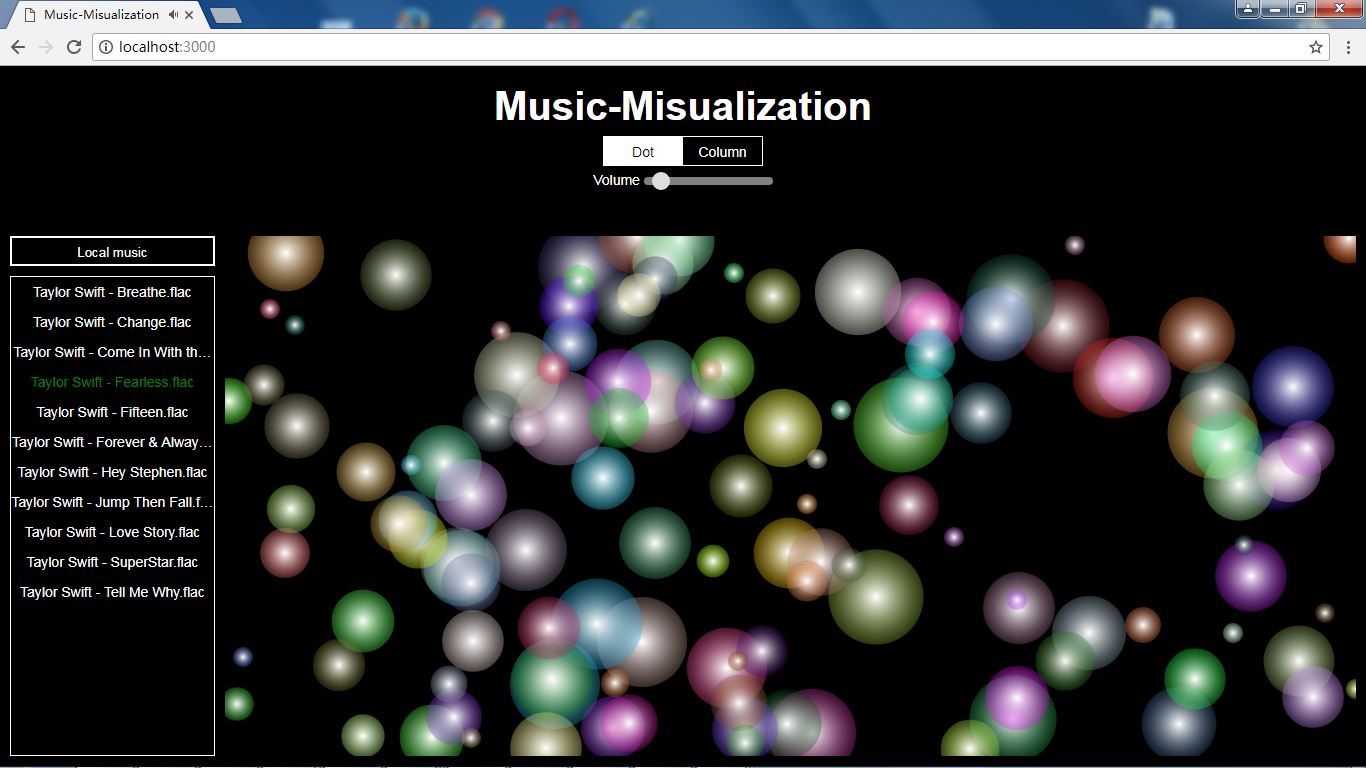 Music-Misualization
localhost:3000
Music-Misualization
Dot
Column
Volume
Local music
Taylor Swift - Breathe.flac
Taylor Swift - Change.flac
Taylor Swift - Come In With th…
Taylor Swift - Fearless.flac
Taylor Swift - Fifteen.flac
Taylor Swift - Forever & Alway…
Taylor Swift - Hey Stephen.flac
Taylor Swift - Jump Then Fall.f…
Taylor Swift - Love Story.flac
Taylor Swift - SuperStar.flac
Taylor Swift - Tell Me Why.flac